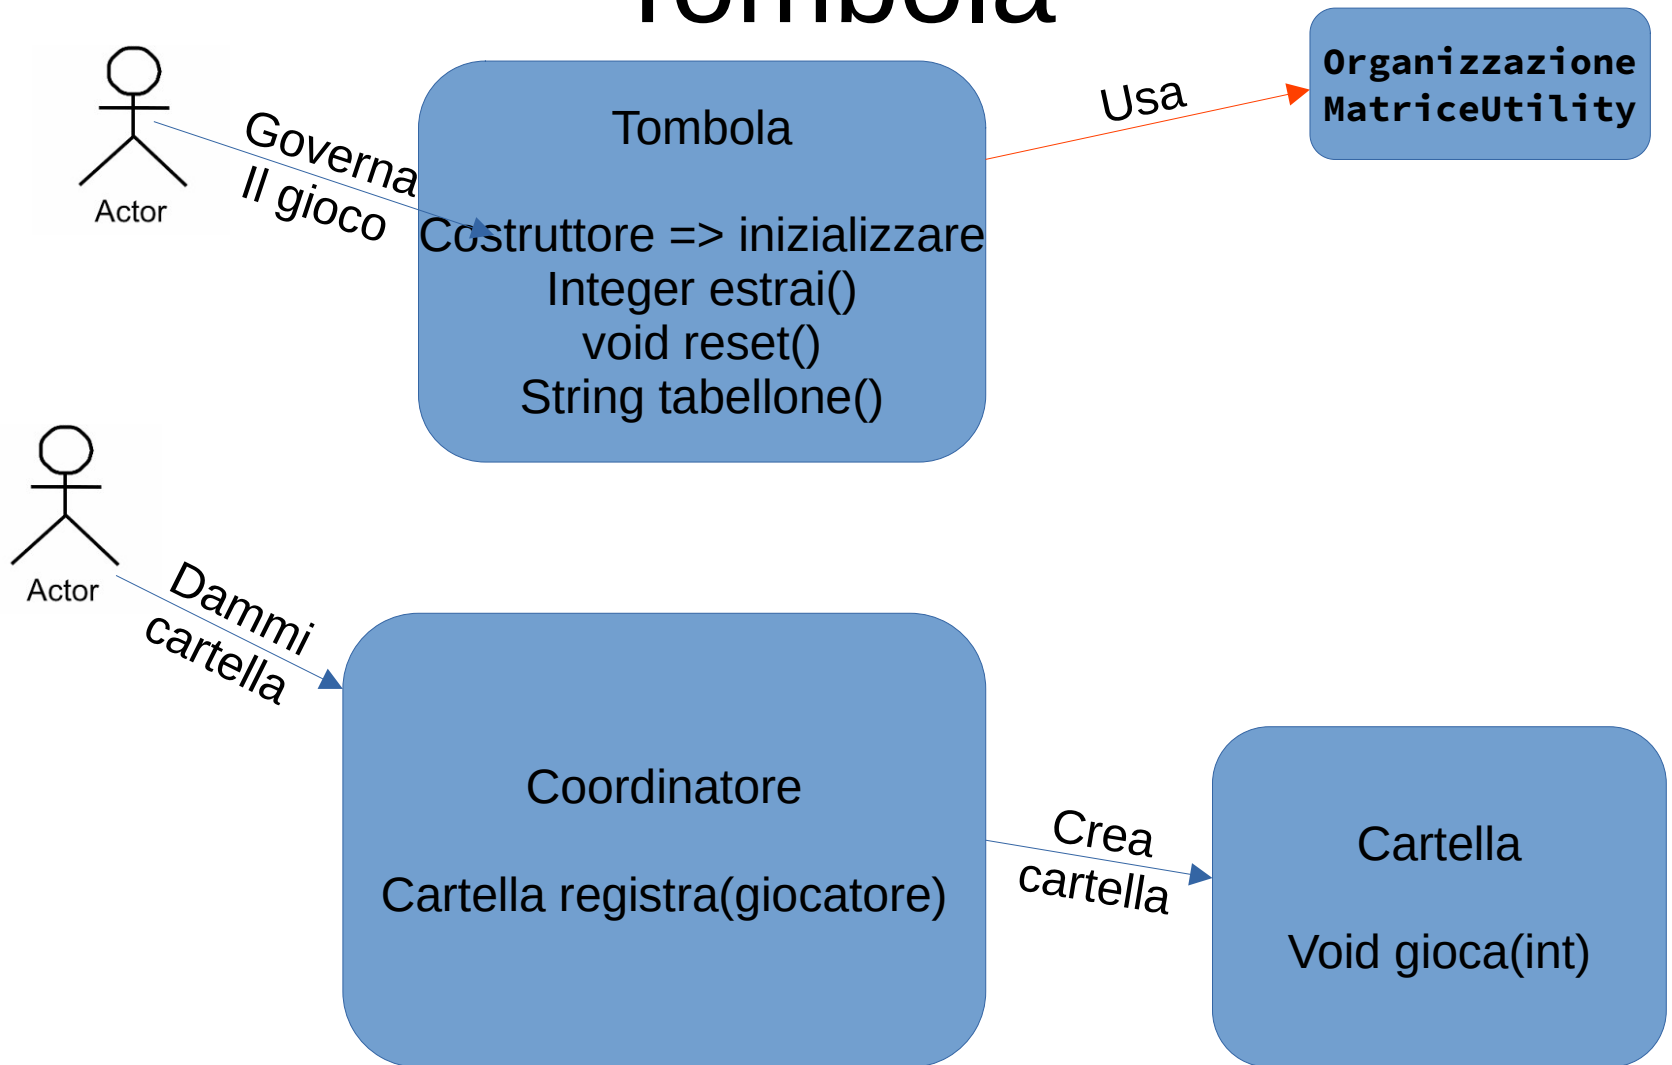 Tombola
Actor
Governa
Il gioco
Tombola
Costruttore => inizializzare
Integer estrai()
void reset()
String tabellone()
Usa
Organizzazione
MatriceUtility
Actor
Dammi
cartella
Coordinatore
Cartella registra(giocatore)
Crea
cartella
Cartella
Void gioca(int)